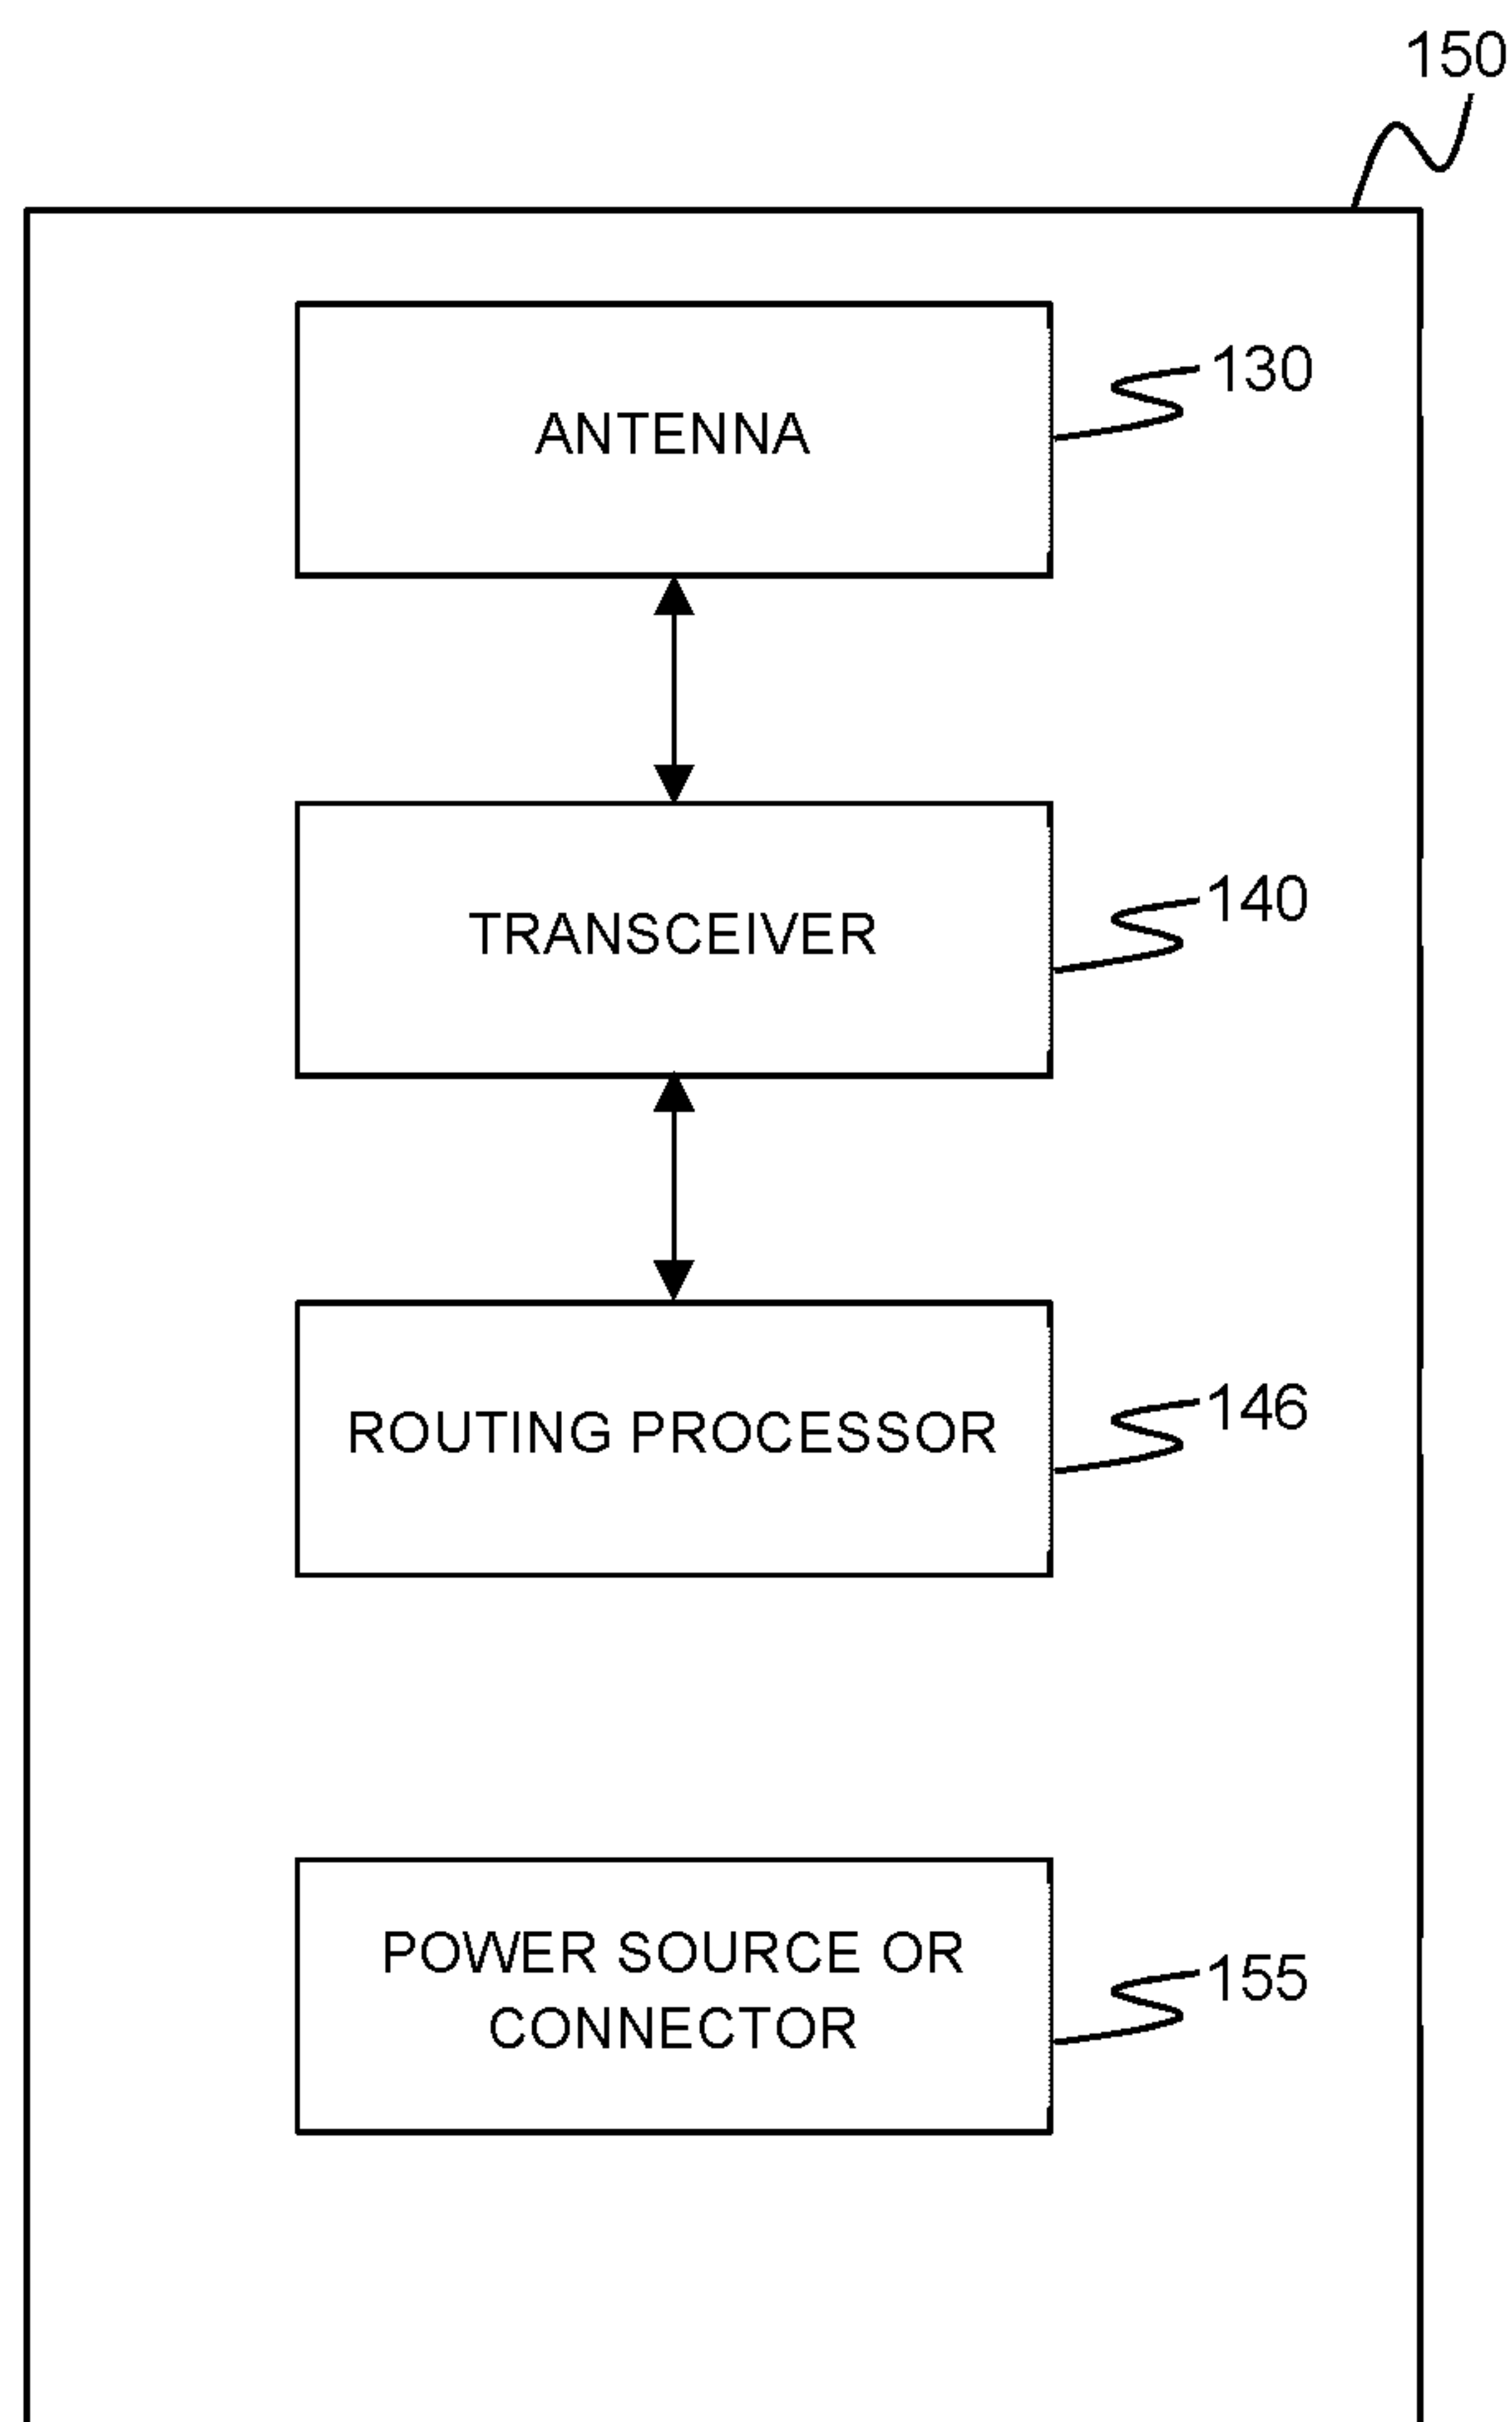 150
ANTENNA
130
TRANSCEIVER
140
ROUTING PROCESSOR
146
POWER SOURCE OR
CONNECTOR
155